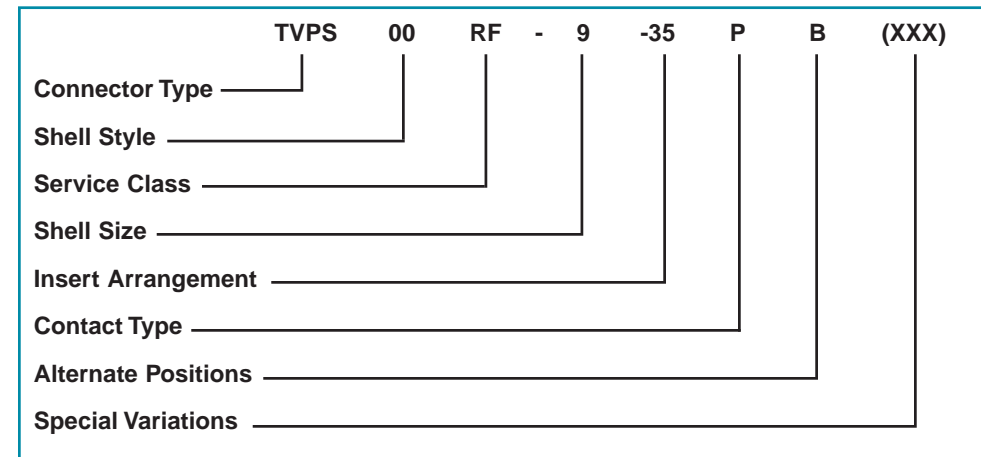 TVPS 00 RF - 9 -35 P B (XXX)
Connector Type
Shell Style
Service Class
Shell Size
Insert Arrangement
Contact Type
Alternate Positions
Special Variations